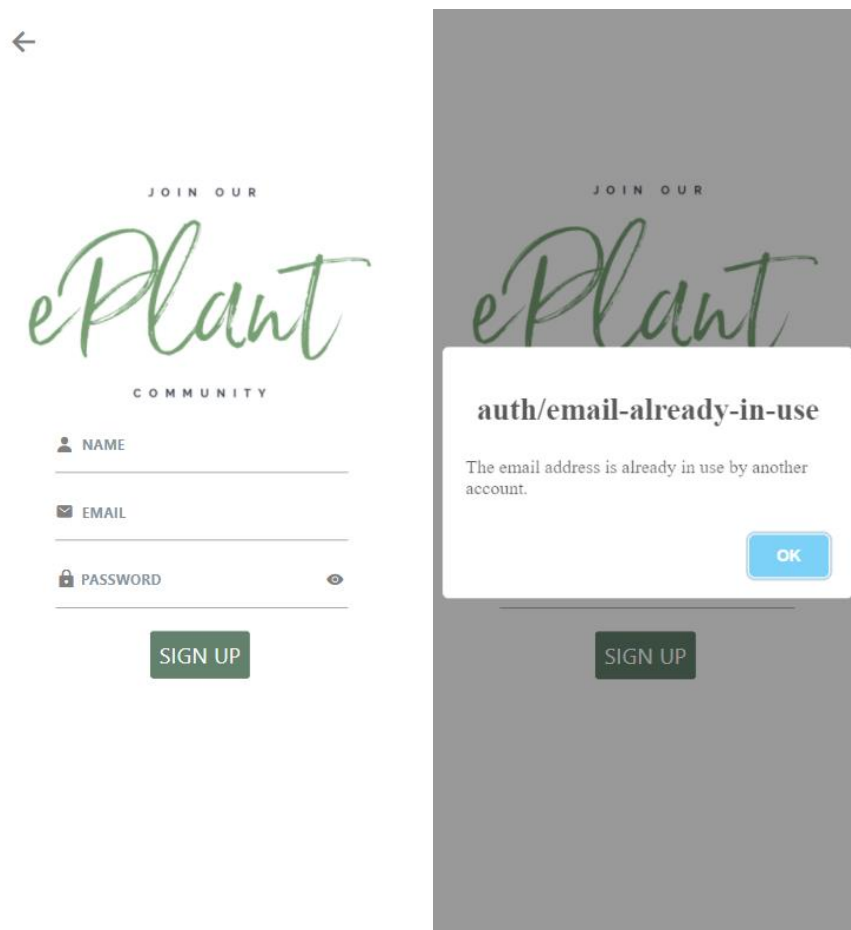 JOIN OUR
ePlant
COMMUNITY
NAME
EMAIL
PASSWORD
SIGN UP
JOIN OUR
ePlant
auth/email-already-in-use
The email address is already in use by another
account.
OK
SIGN UP